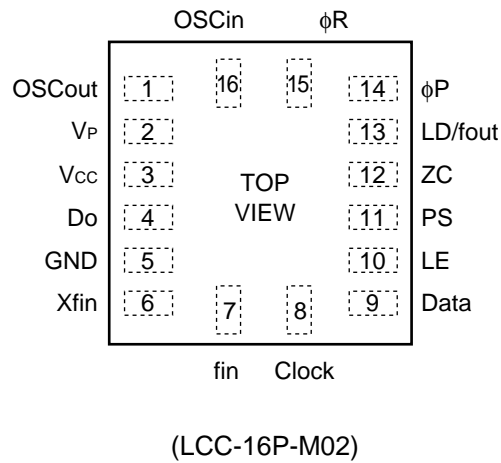 OSCin ϕR
16 15
OSCout 1 14 ϕP
VP 2 13 LD/fout
VCC 3 12 ZC
TOP
VIEW
Do 4 11 PS
GND 5 10 LE
Xfin 6 7 8 9 Data
fin Clock
(LCC-16P-M02)